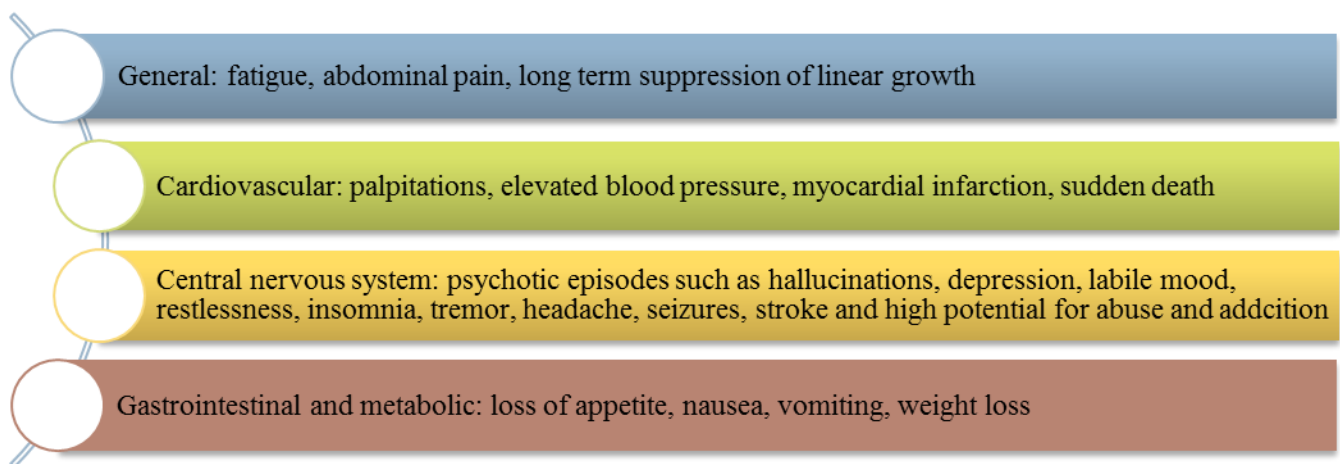 General: fatigue, abdominal pain, long term suppression of linear growth
Cardiovascular: palpitations, elevated blood pressure, myocardial infarction, sudden death
Central nervous system: psychotic episodes such as hallucinations, depression, labile mood,
restlessness, insomnia, tremor, headache, seizures, stroke and high potential for abuse and addcition
Gastrointestinal and metabolic: loss of appetite, nausea, vomiting, weight loss